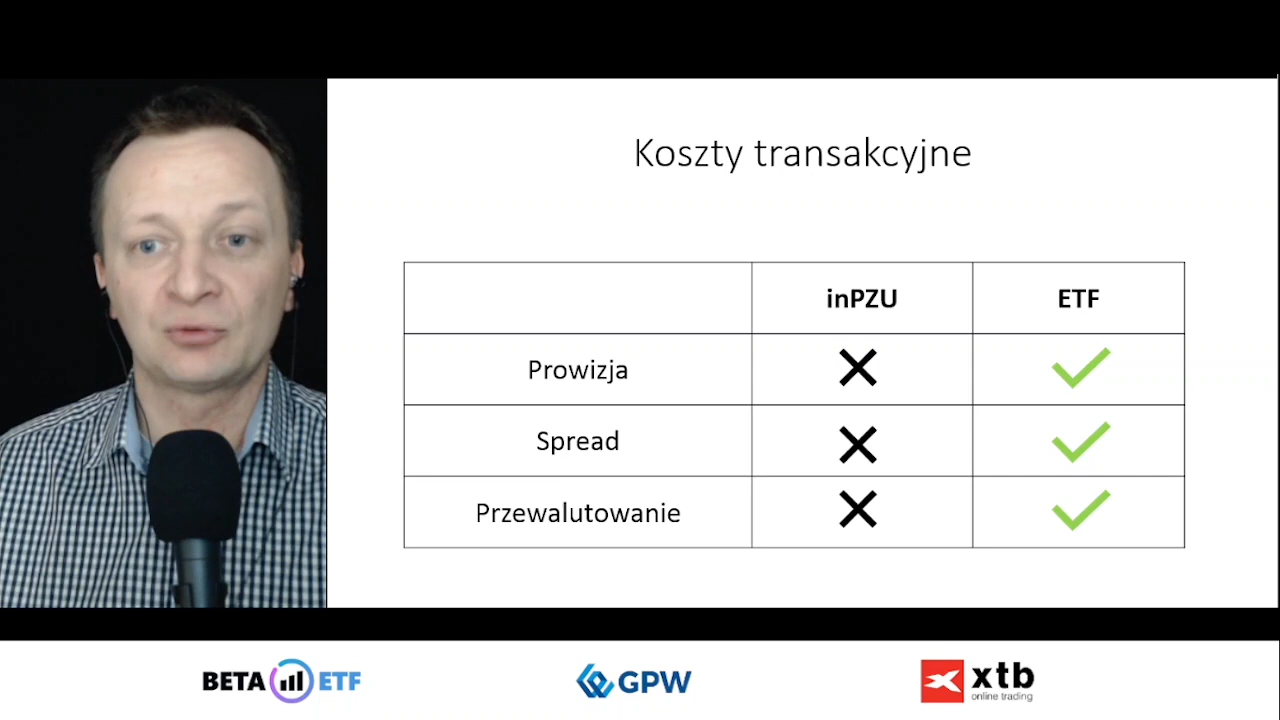 Koszty transakcyjne
inPZU ETF
Prowizja
Spread
Przewalutowanie
BETA ETF
GPW
xtb
online trading